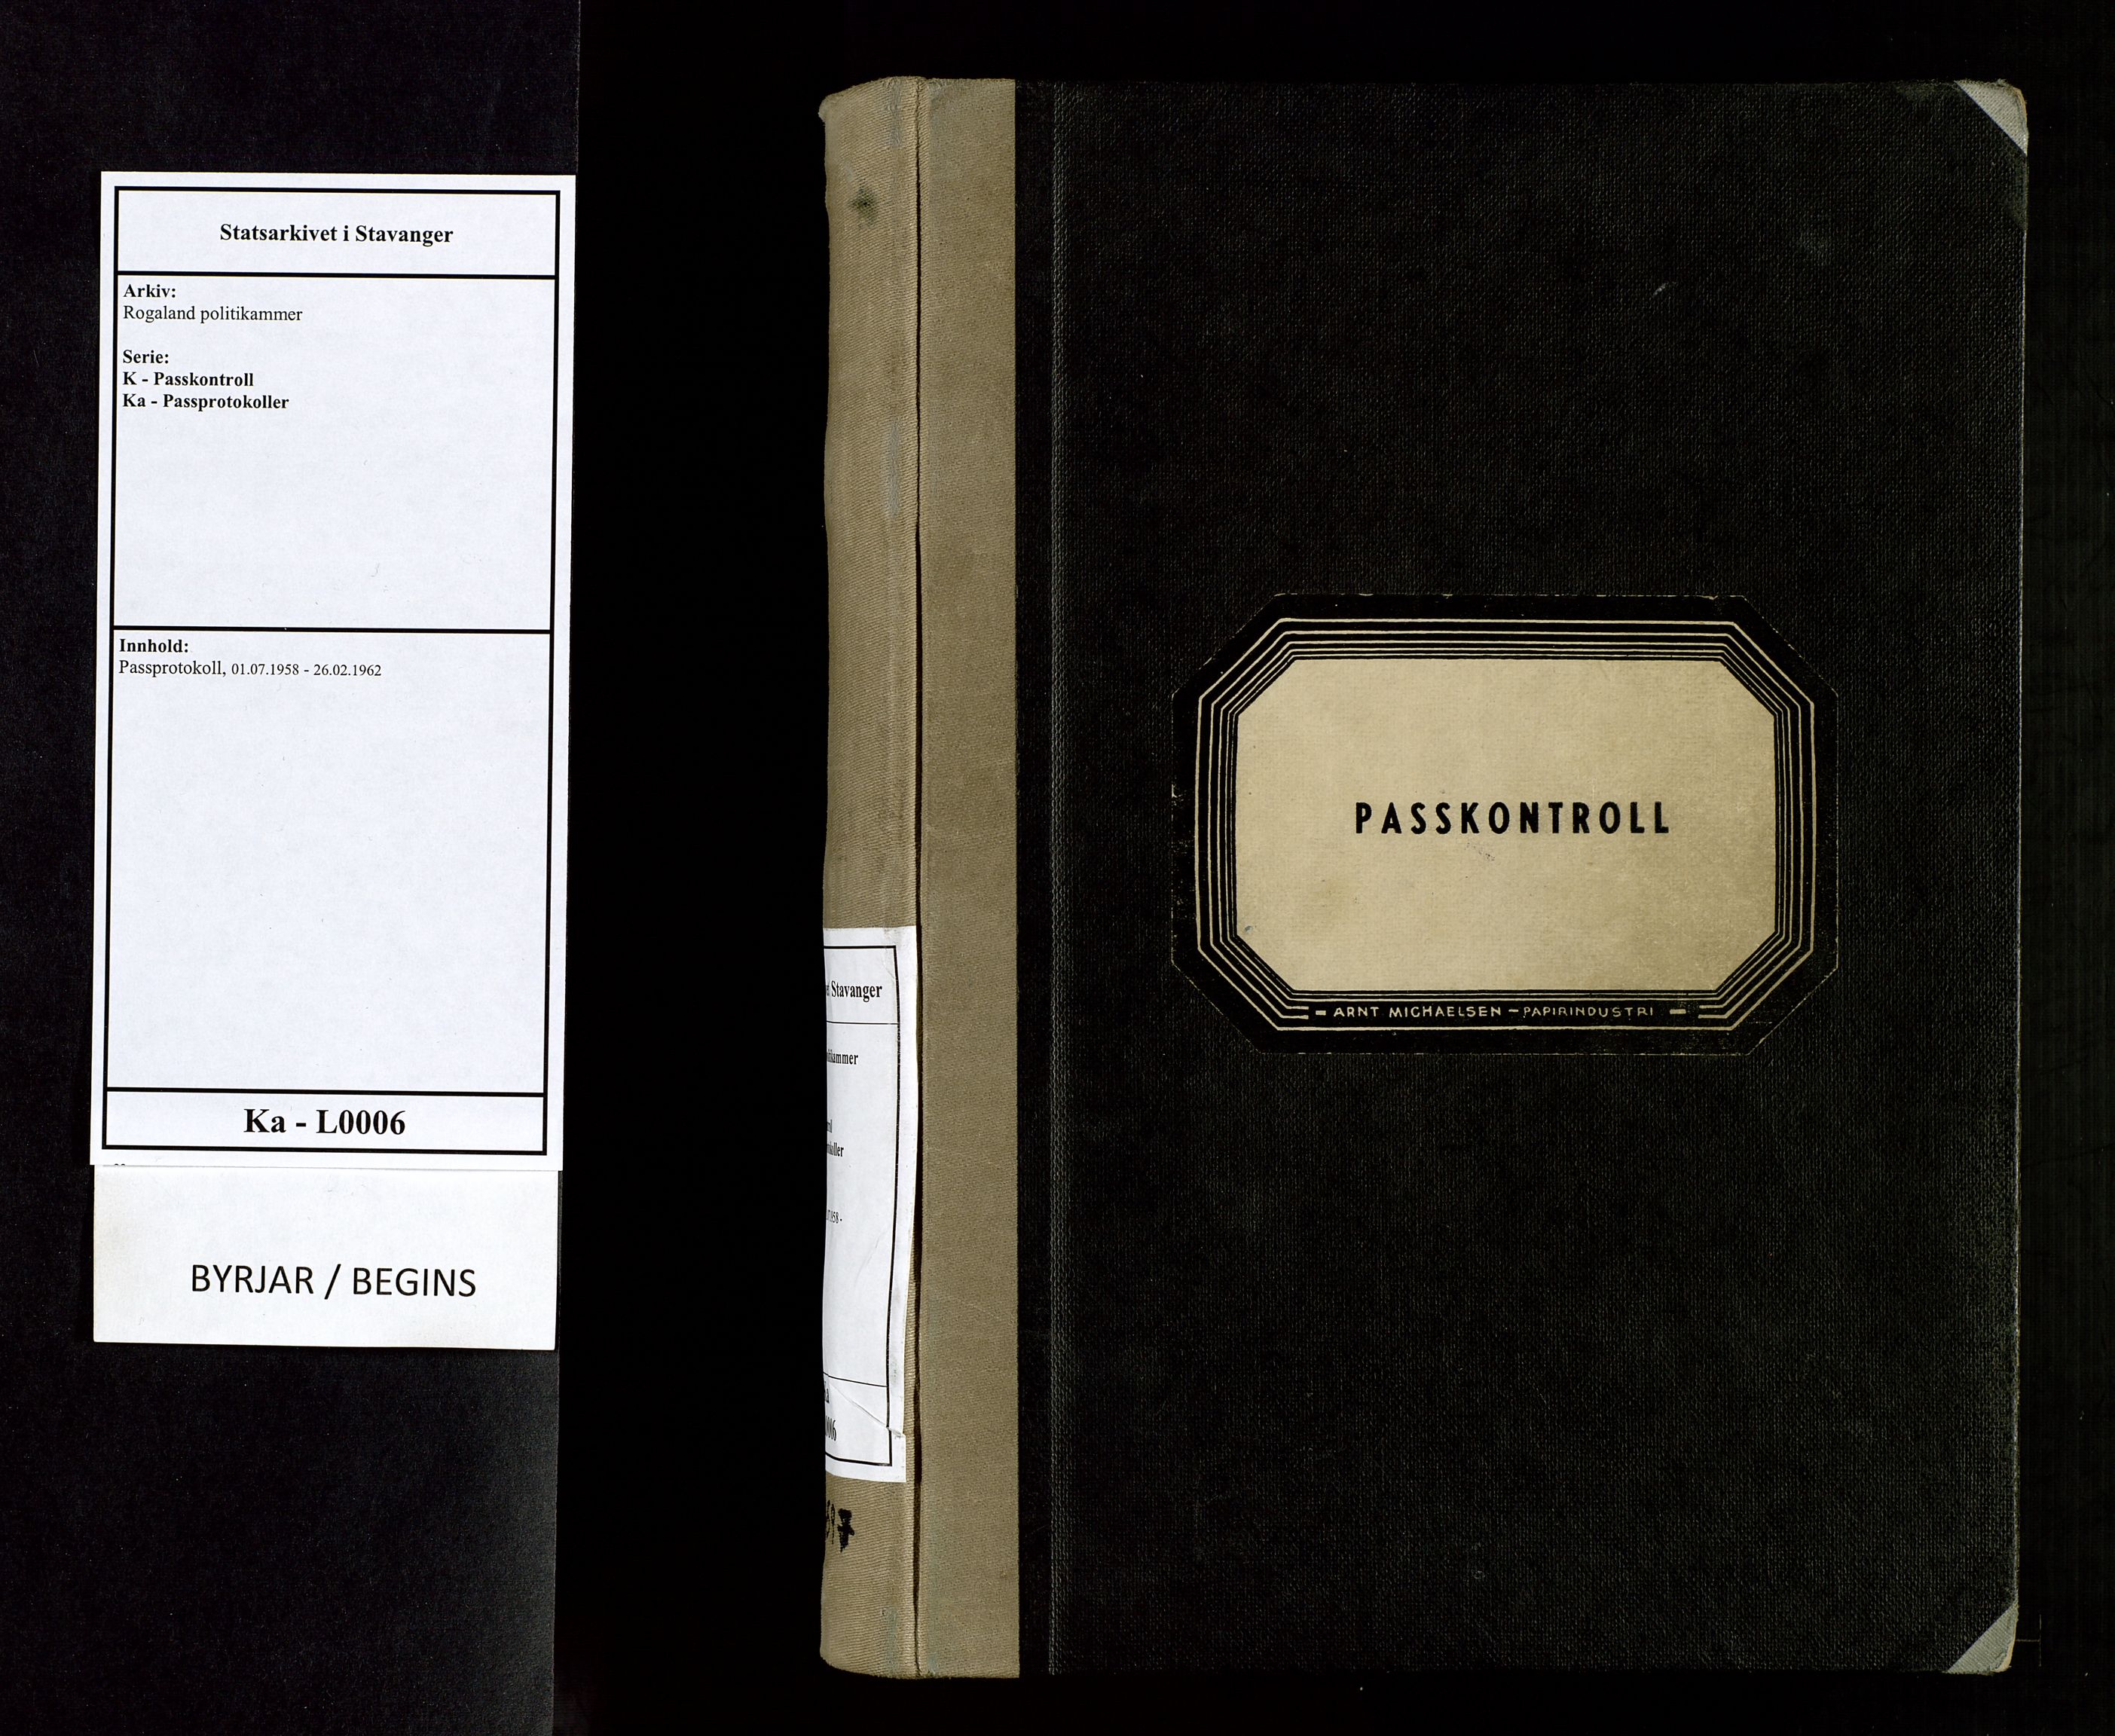 Statsarkivet i Stavanger
Arkiv:
Rogaland politikammer
Serie:
K - Passkontroll
Ka - Passprotokoller
Innhold:
Passprotokoll, 01.07.1958 - 26.02.1962
Ka - L0006
BYRJAR / BEGINS
Stavanger
PASSKONTROLL
ARNT MICHAELSEN - PAPIRINDUSTRI